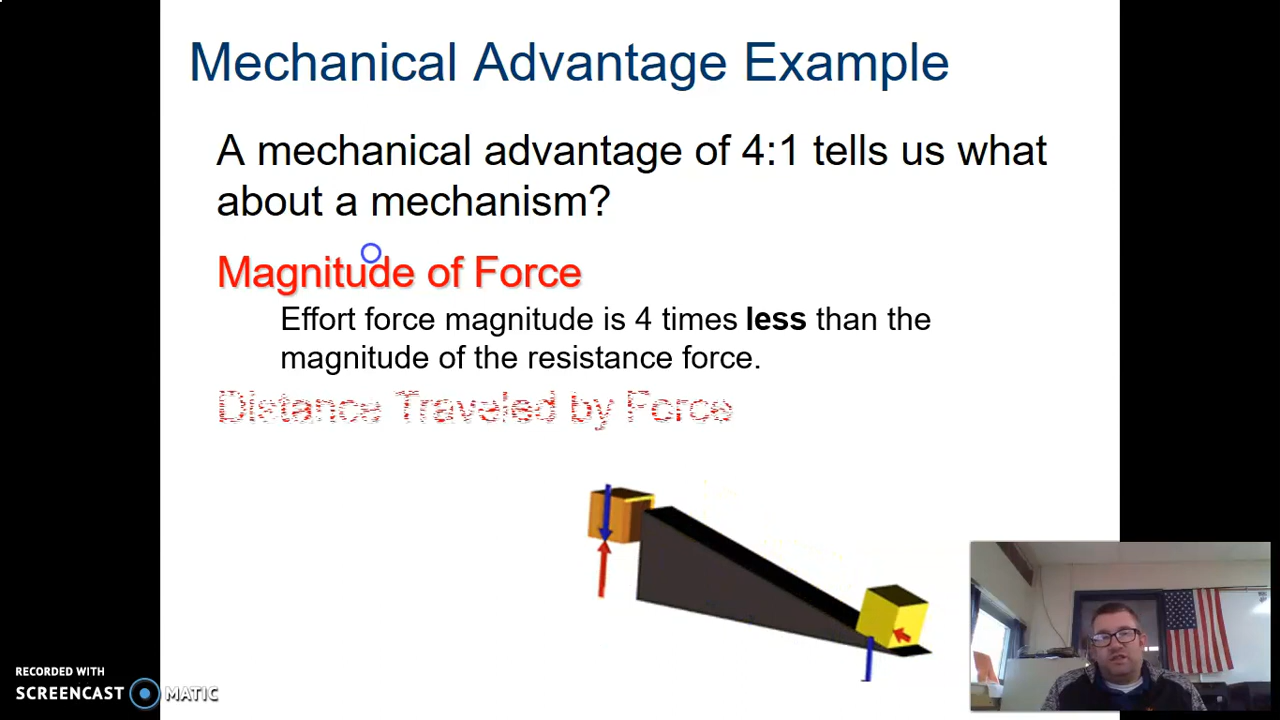 Mechanical Advantage Example
A mechanical advantage of 4:1 tells us what
about a mechanism?
Magnitude of Force
Effort force magnitude is 4 times less than the
magnitude of the resistance force.
Distance Traveled by Force
RECORDED WITH
SCREENCAST MATIC